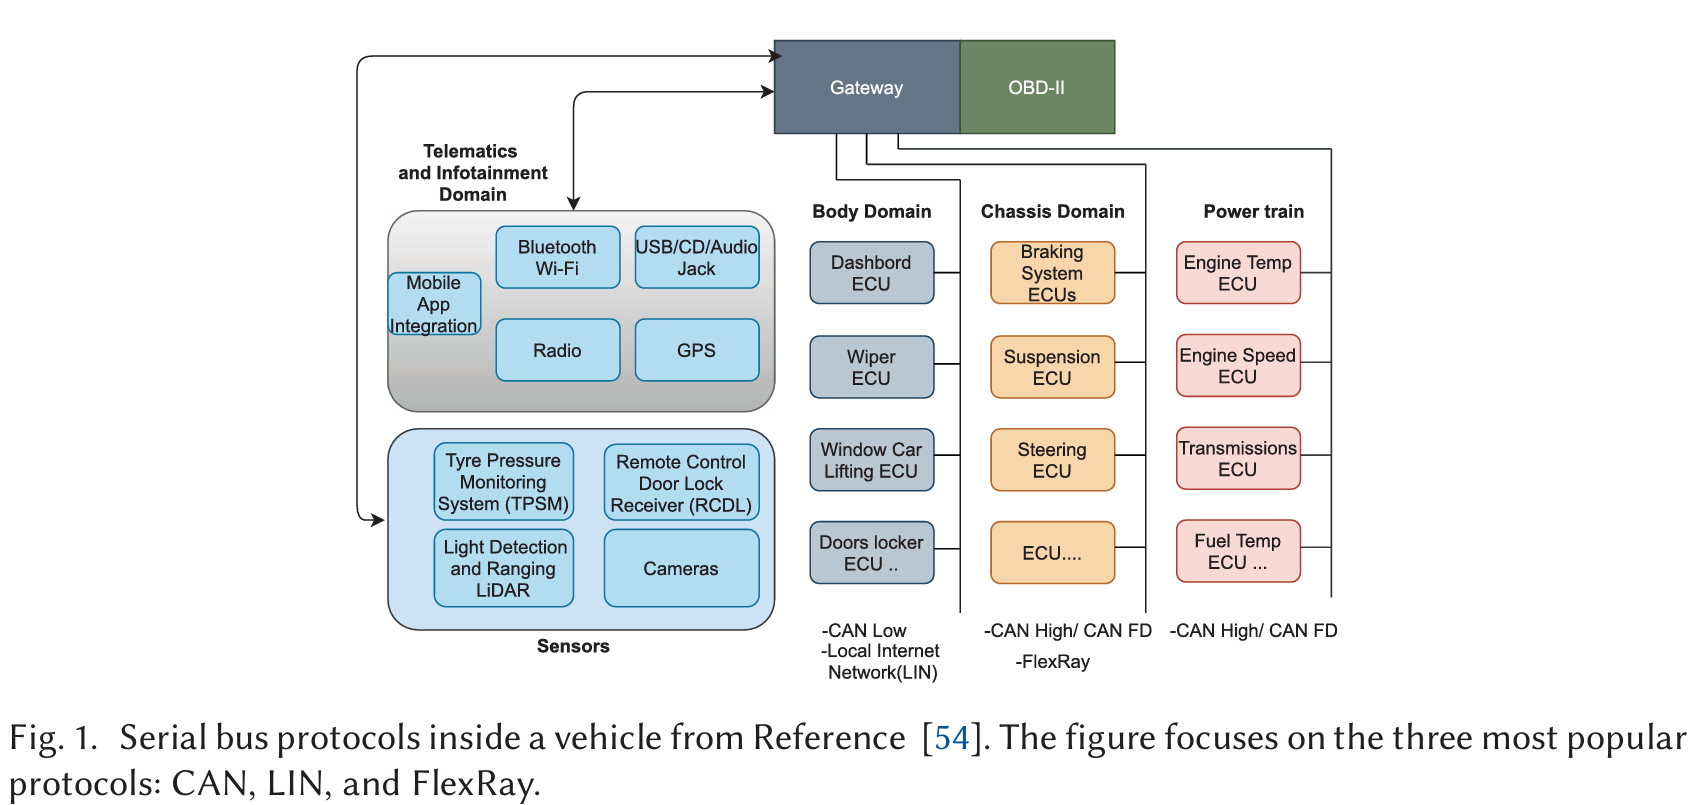 Gateway
OBD-II
Telematics
and Infotainment
Domain
Bluetooth
Wi-Fi
USB/CD/Audio
Jack
Mobile
App
Integration
Radio
GPS
Tyre Pressure
Monitoring
System (TPSM)
Remote Control
Door Lock
Receiver (RCDL)
Light Detection
and Ranging
LiDAR
Cameras
Sensors
Body Domain
Dashbord
ECU
Wiper
ECU
Window Car
Lifting ECU
Doors locker
ECU ..
-CAN Low
-Local Internet
Network(LIN)
Chassis Domain
Braking
System
ECUs
Suspension
ECU
Steering
ECU
ECU....
-CAN High/ CAN FD
-FlexRay
Power train
Engine Temp
ECU
Engine Speed
ECU
Transmissions
ECU
Fuel Temp
ECU ...
-CAN High/ CAN FD
Fig. 1. Serial bus protocols inside a vehicle from Reference [54]. The figure focuses on the three most popular
protocols: CAN, LIN, and FlexRay.